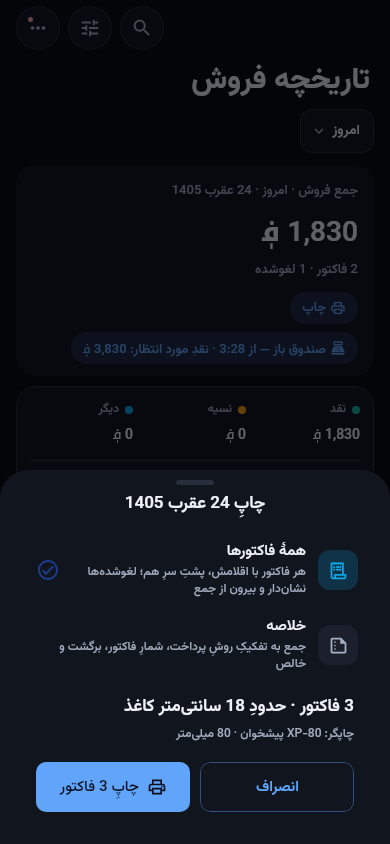 تاریخچه فروش
امروز
جمع فروش · امروز · 24 عقرب 1405
1,830 ؋
2 فاکتور · 1 لغوشده
چاپ
صندوق باز — از 3:28 · نقدِ مورد انتظار: 3,830 ؋
نقد
نسیه
دیگر
1,830 ؋
0 ؋
0 ؋
چاپِ 24 عقرب 1405
همهٔ فاکتورها
هر فاکتور با اقلامش، پشتِ سرِ هم؛ لغوشده‌ها
نشان‌دار و بیرون از جمع
خلاصه
جمع به تفکیکِ روشِ پرداخت، شمارِ فاکتور، برگشت و
خالص
3 فاکتور · حدودِ 18 سانتی‌متر کاغذ
چاپگر: XP-80 پیشخوان · 80 میلی‌متر
چاپِ 3 فاکتور
انصراف